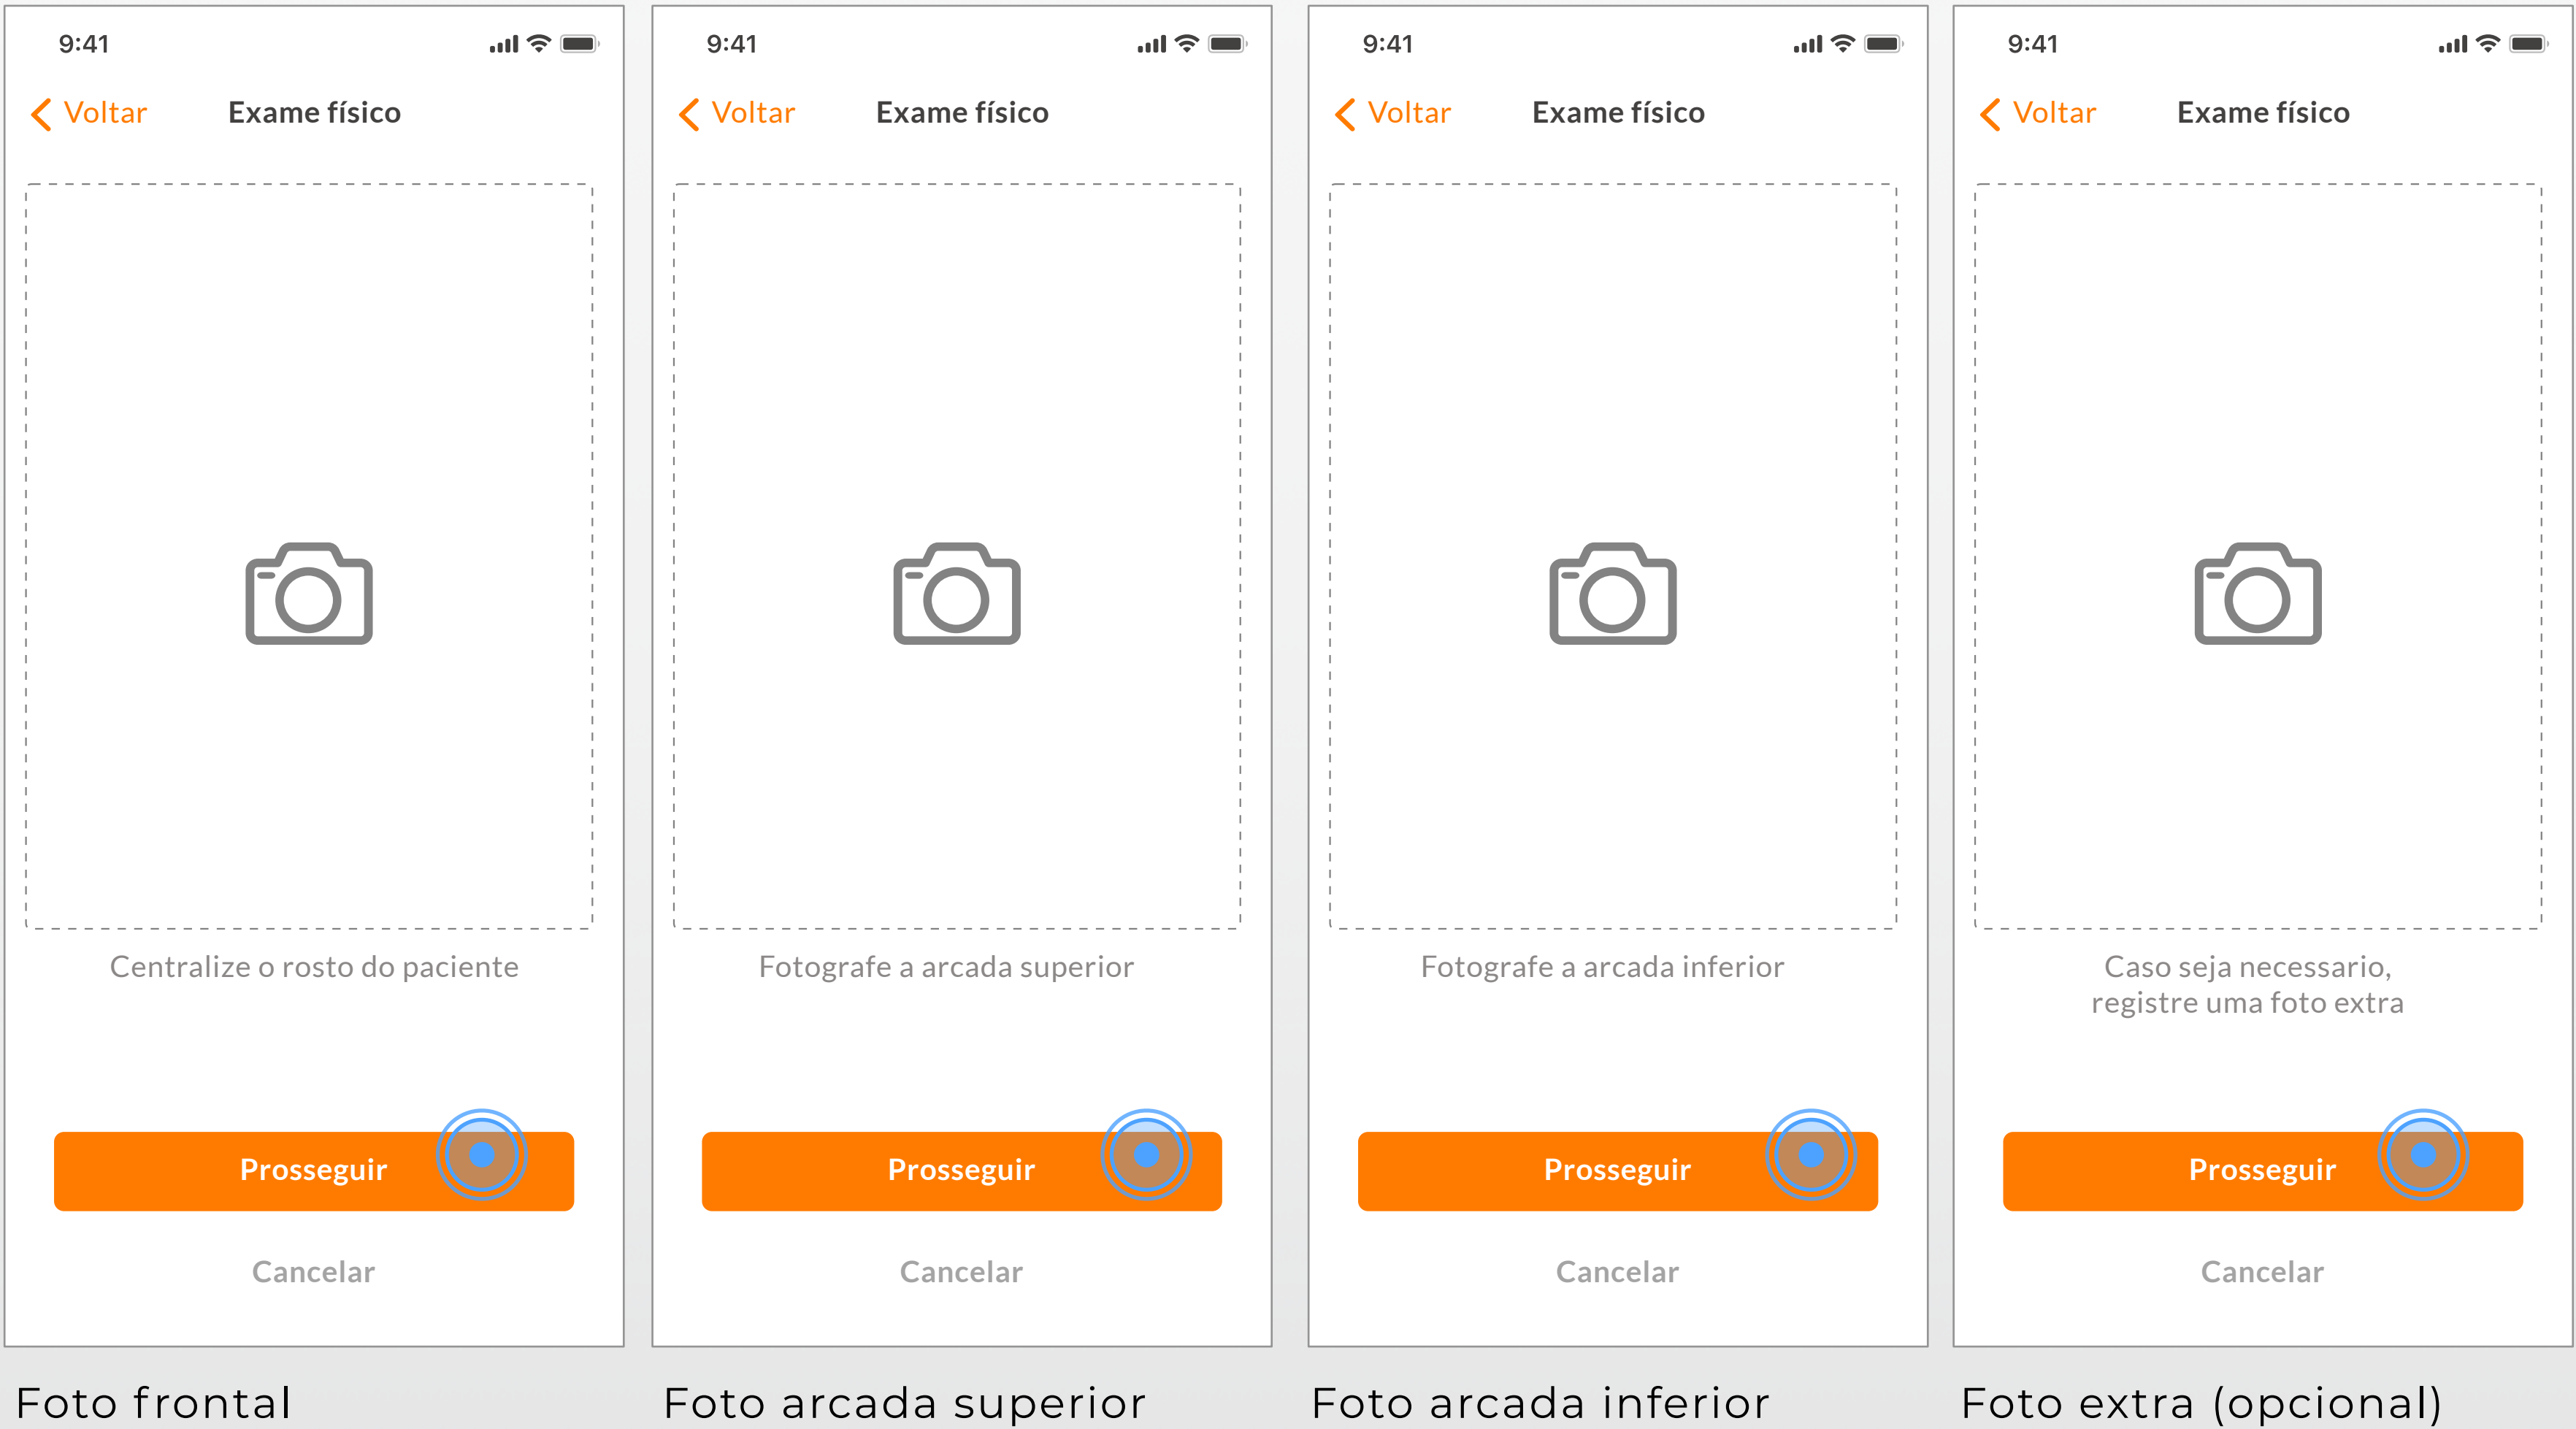 9:41
Voltar Exame físico
Centralize o rosto do paciente
Prosseguir
Cancelar
Foto frontal
9:41
Voltar Exame físico
Fotografe a arcada superior
Prosseguir
Cancelar
Foto arcada superior
9:41
Voltar Exame físico
Fotografe a arcada inferior
Prosseguir
Cancelar
Foto arcada inferior
9:41
Voltar Exame físico
Caso seja necessario,
registre uma foto extra
Prosseguir
Cancelar
Foto extra (opcional)